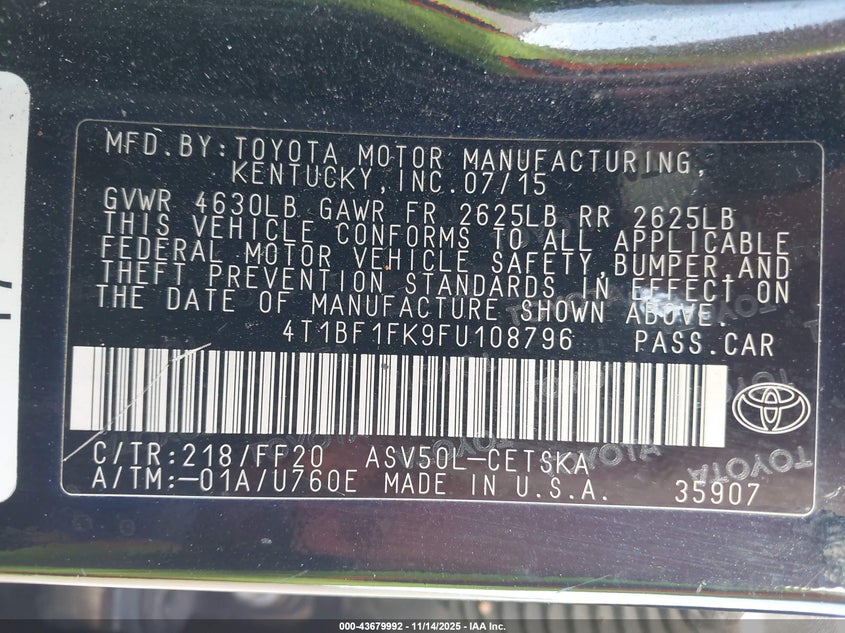 MFD.BY:TOYOTA MOTOR MANUFACTURING,
KENTUCKY,INC.07/15
GVWR 4630LB GAWR FR 2625LB RR 2625LB
THIS VEHICLE CONFORMS TO ALL APPLICABLE
FEDERAL MOTOR VEHICLE SAFETY,BUMPER,AND
THEFT PREVENTION STANDARDS IN EFFECT ON
THE DATE OF MANUFACTURE SHOWN ABOVE.
4T1BF1FK9FU108796 PASS.CAR
C/TR:218/FF20 ASV50L-CETSKA
A/TM:-01A/U760E MADE IN U.S.A. 35907
TOYOTA
000-43679992 - 11/14/2025 - IAA Inc.